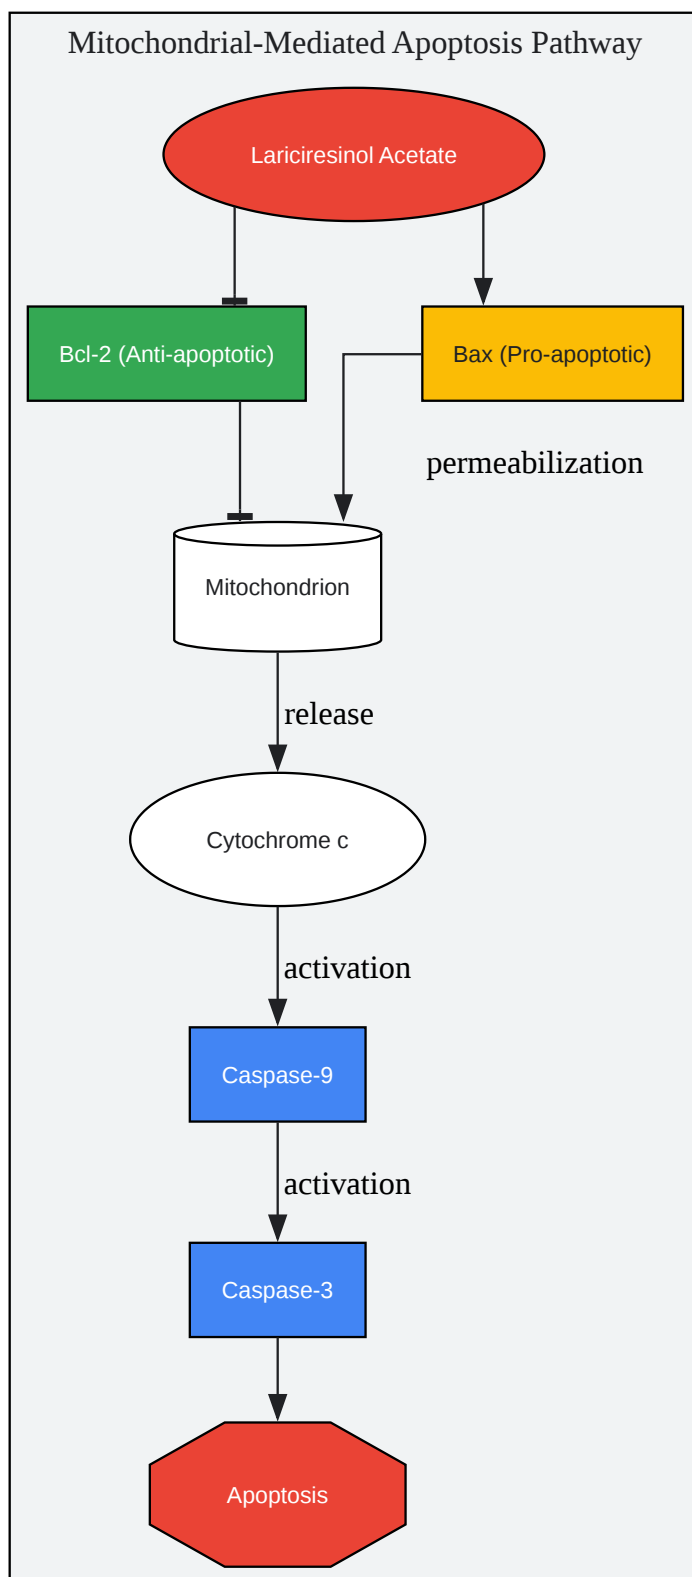 Mitochondrial-Mediated Apoptosis Pathway
Lariciresinol Acetate
Bcl-2 (Anti-apoptotic)
Bax (Pro-apoptotic)
permeabilization
Mitochondrion
release
Cytochrome c
activation
Caspase-9
activation
Caspase-3
Apoptosis